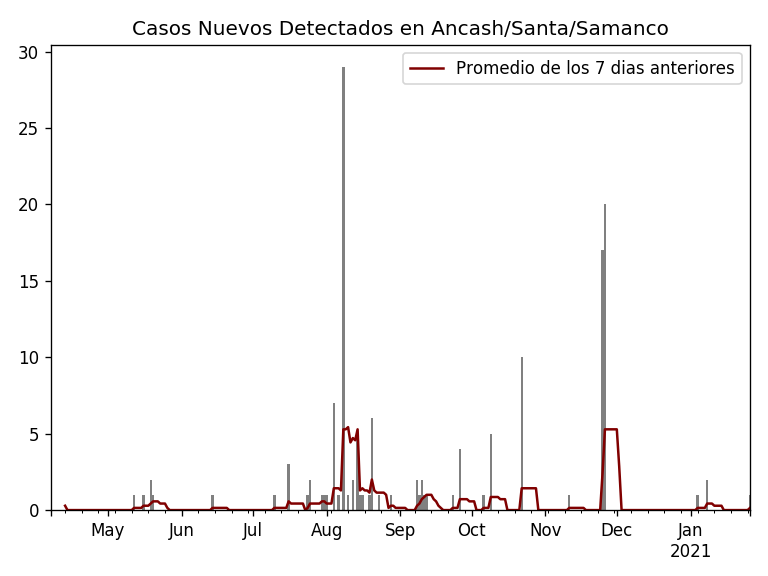 Casos Nuevos Detectados en Ancash/Santa/Samanco
Promedio de los 7 dias anteriores
30
25
20
15
10
5
0
May Jun Jul Aug Sep Oct Nov Dec Jan
2021